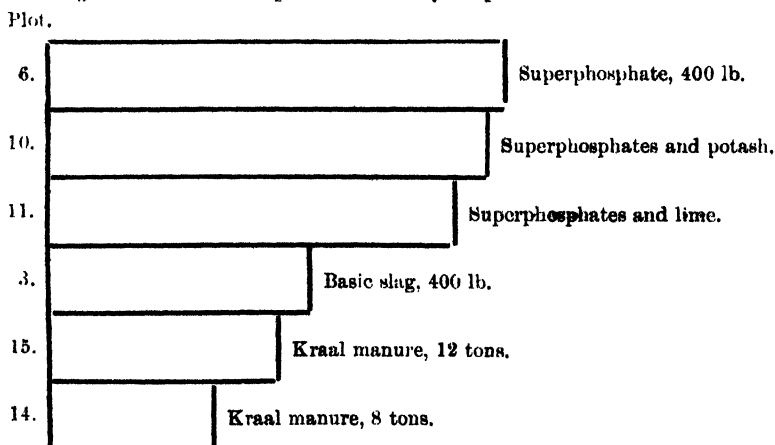 Plot.
6. Superphosphate, 400 lb.
10. Superphosphates and potash.
11. Superphosphates and lime.
3. Basic slag, 400 lb.
15. Kraal manure, 12 tons.
14. Kraal manure, 8 tons.